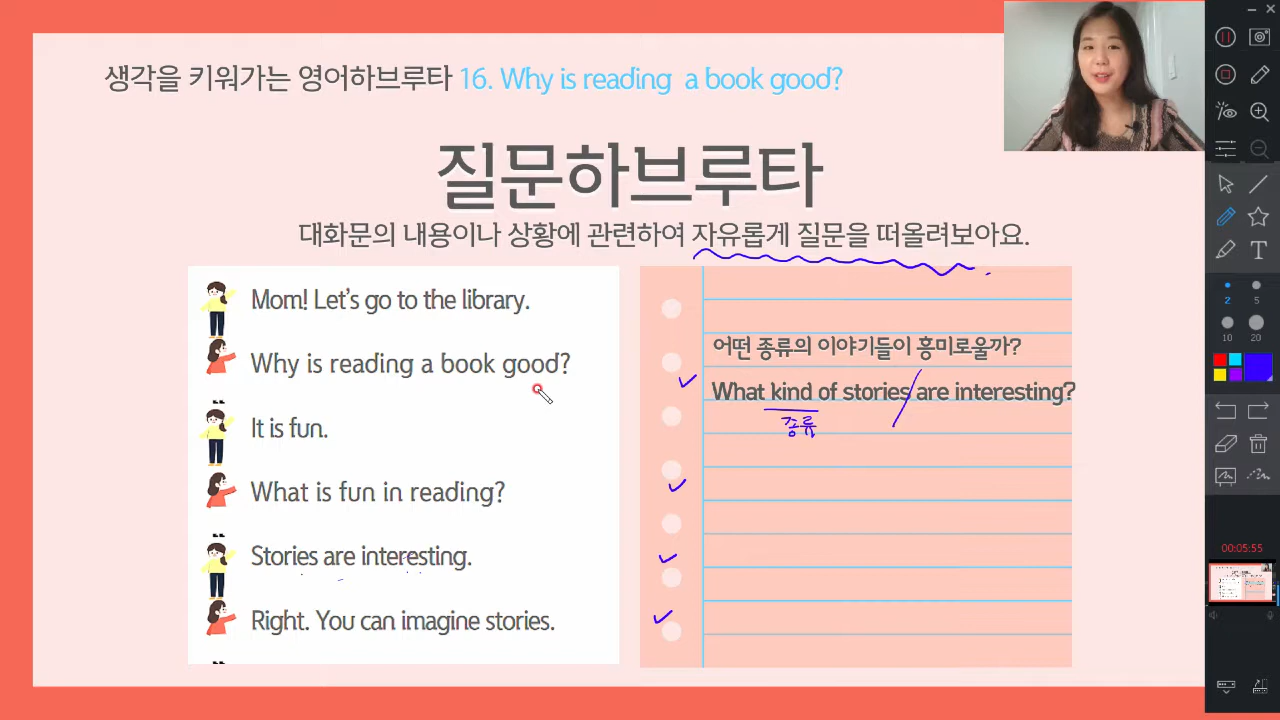 생각을 키워가는 영어하브루타 16. Why is reading a book good?
질문하브루타
대화문의 내용이나 상황에 관련하여 자유롭게 질문을 떠올려보아요.
Mom! Let's go to the library.
Why is reading a book good?
It is fun.
What is fun in reading?
Stories are interesting.
Right. You can imagine stories.
어떤 종류의 이야기들이 흥미로울까?
What kind of stories are interesting?
종류
T
2
5
10
20
00:05:55